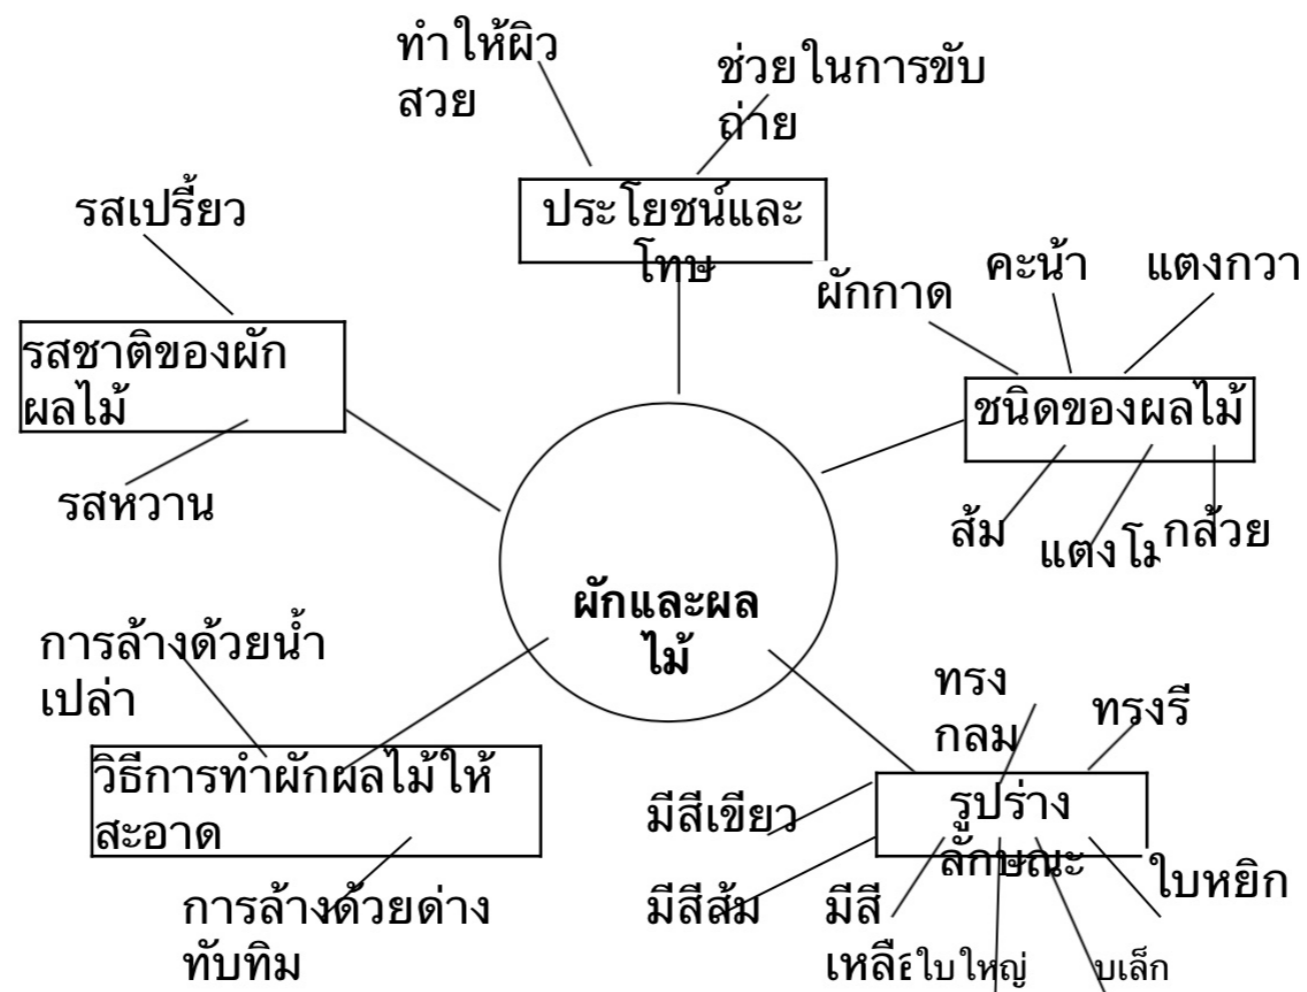 ทำให้ผิว
สวย
ช่วยในการขับ
ถ่าย
ประโยชน์และ
โทษ
รสเปรี้ยว
รสชาติของผัก
ผลไม้
รสหวาน
ผักกาด
คะน้า
แตงกวา
ชนิดของผลไม้
ส้ม
แตงโม
กล้วย
ผักและผล
ไม้
การล้างด้วยน้ำ
เปล่า
วิธีการทำผักผลไม้ให้
สะอาด
การล้างด้วยด่าง
ทับทิม
ทรง
กลม
ทรงรี
รูปร่าง
ลักษณะ
มีสีเขียว
มีสีส้ม
มีสี
เหลือ
ใบหยิก
ใบใหญ่
บเล็ก